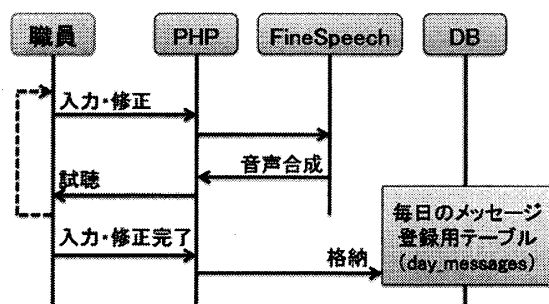 職員
PHP
FineSpeech
DB
入力・修正
音声合成
試聴
入力・修正完了
格納
毎日のメッセージ
登録用テーブル
(day_messages)